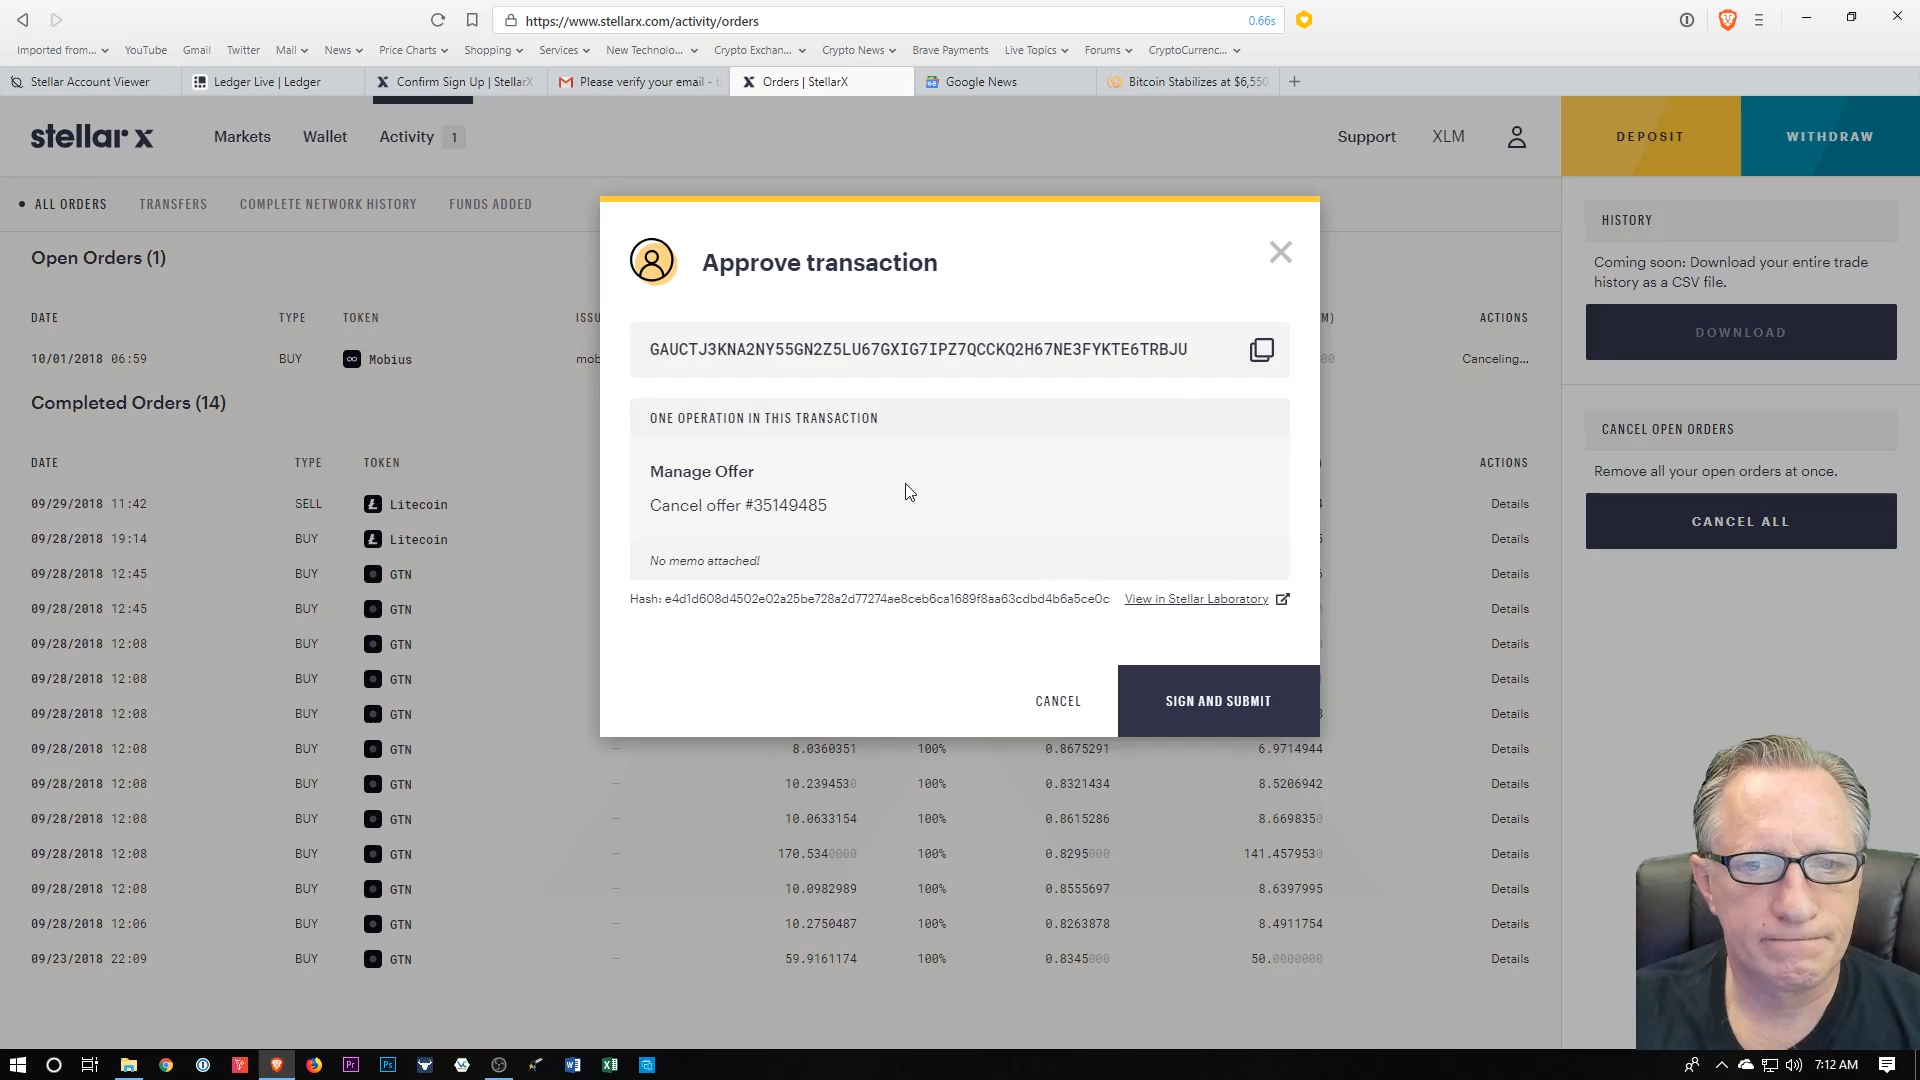 https://www.stellarx.com/activity/orders
0.66s
Imported from...
YouTube
Gmail
Twitter
Mail
News
Price Charts
Shopping
Services
New Technolo...
Crypto Exchan...
Crypto News
Brave Payments
Live Topics
Forums
CryptoCurrenc...
Stellar Account Viewer
Ledger Live | Ledger
Confirm Sign Up | StellarX
Please verify your email - t
Orders | StellarX
Google News
Bitcoin Stabilizes at $6,550
stellar x
Markets
Wallet
Activity 1
Support
XLM
DEPOSIT
WITHDRAW
ALL ORDERS
TRANSFERS
COMPLETE NETWORK HISTORY
FUNDS ADDED
Open Orders (1)
DATE TYPE TOKEN ISSU M) ACTIONS
10/01/2018 06:59 BUY Mobius mob 00 Canceling...
Completed Orders (14)
DATE TYPE TOKEN ) ACTIONS
09/29/2018 11:42 SELL Litecoin 4 Details
09/28/2018 19:14 BUY Litecoin 5 Details
09/28/2018 12:45 BUY GTN 5 Details
09/28/2018 12:45 BUY GTN Details
09/28/2018 12:08 BUY GTN Details
09/28/2018 12:08 BUY GTN Details
09/28/2018 12:08 BUY GTN 3 Details
09/28/2018 12:08 BUY GTN — 8.0360351 100% 0.8675291 6.9714944 Details
09/28/2018 12:08 BUY GTN — 10.2394530 100% 0.8321434 8.5206942 Details
09/28/2018 12:08 BUY GTN — 10.0633154 100% 0.8615286 8.6698350 Details
09/28/2018 12:08 BUY GTN — 170.5340000 100% 0.8295000 141.4579530 Details
09/28/2018 12:08 BUY GTN — 10.0982989 100% 0.8555697 8.6397995 Details
09/28/2018 12:06 BUY GTN — 10.2750487 100% 0.8263878 8.4911754 Details
09/23/2018 22:09 BUY GTN — 59.9161174 100% 0.8345000 50.0000000 Details
Approve transaction
GAUCTJ3KNA2NY55GN2Z5LU67GXIG7IPZ7QCCKQ2H67NE3FYKTE6TRBJU
ONE OPERATION IN THIS TRANSACTION
Manage Offer
Cancel offer #35149485
No memo attached!
Hash: e4d1d608d4502e02a25be728a2d77274ae8ceb6ca1689f8aa63cdbd4b6a5ce0c
View in Stellar Laboratory
CANCEL
SIGN AND SUBMIT
HISTORY
Coming soon: Download your entire trade
history as a CSV file.
DOWNLOAD
CANCEL OPEN ORDERS
Remove all your open orders at once.
CANCEL ALL
7:12 AM